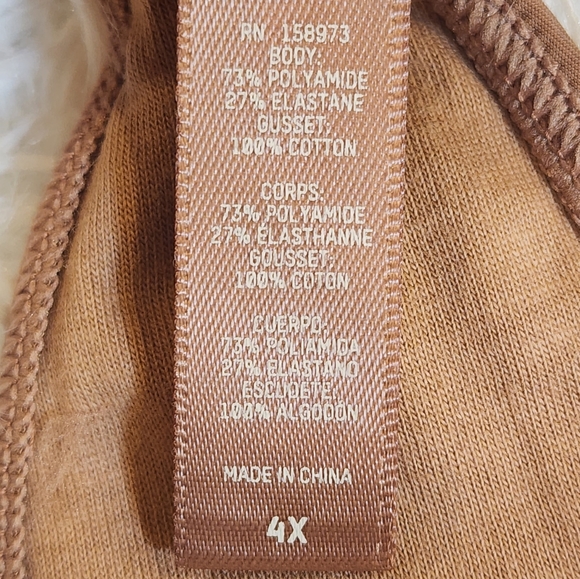 RN 158973
BODY:
73% POLYAMIDE
27% ELASTANE
GUSSET:
100% COTTON
CORPS:
73% POLYAMIDE
27% ÉLASTHANNE
GOUSSET:
100% COTON
CUERPO:
73% POLIAMIDA
27% ELASTANO
ESCUDETE:
100% ALGODÓN
MADE IN CHINA
4X